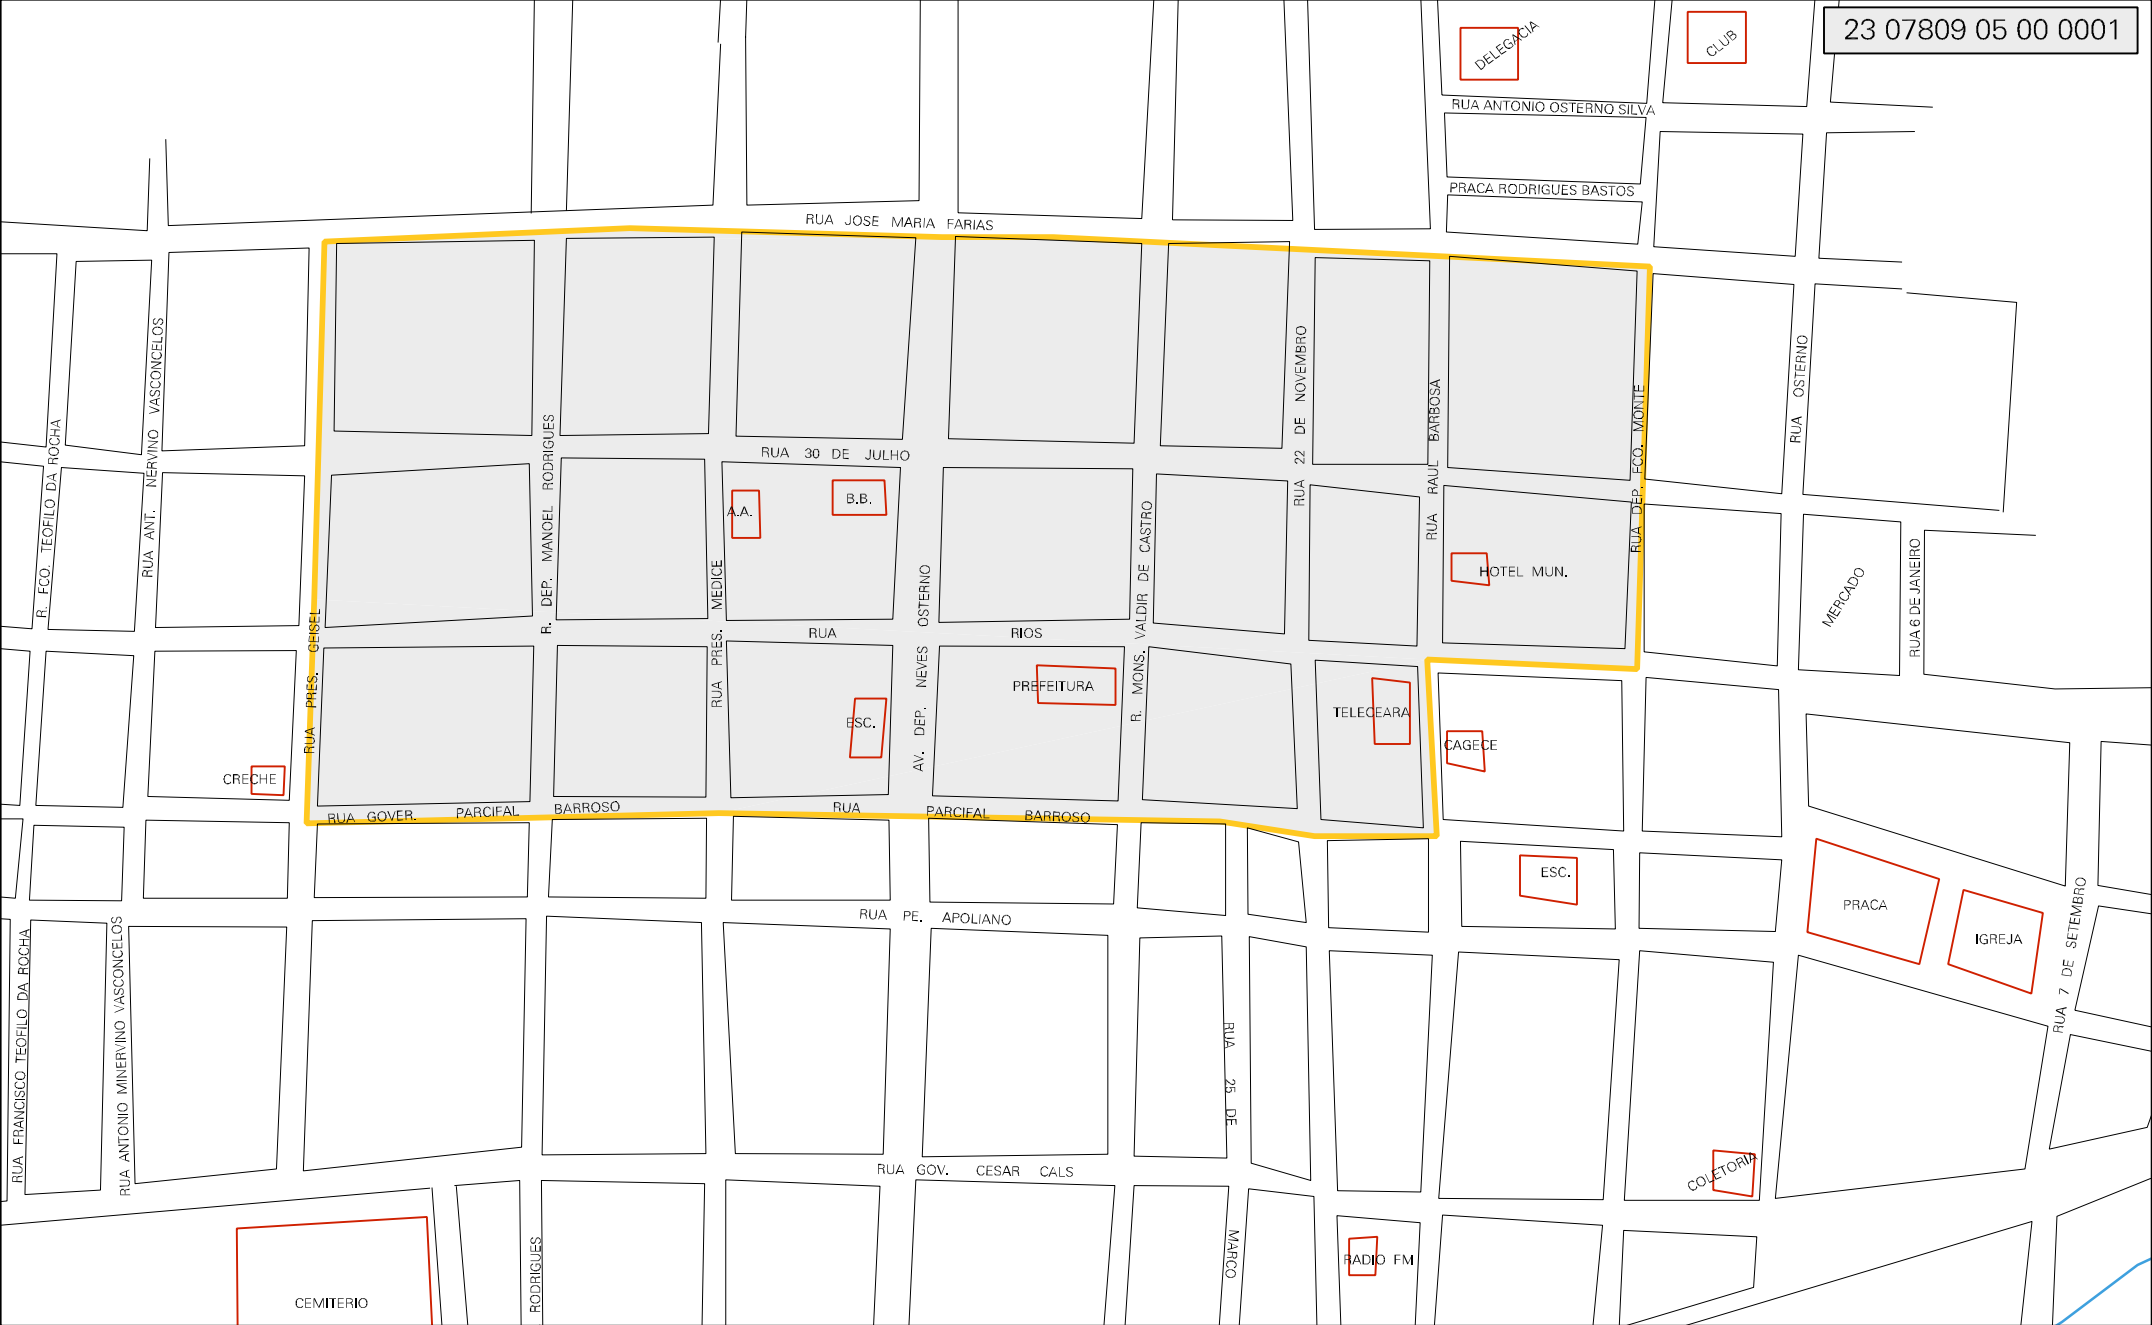 23 07809 05 00 0001
DELEGACIA
CLUB
RUA ANTONIO OSTERNO SILVA
PRACA RODRIGUES BASTOS
RUA JOSE MARIA FARIAS
R. FCO. TEOFILO DA ROCHA
RUA ANT. NERVINO VASCONCELOS
RUA PRES. GEISEL
R. DEP. MANOEL RODRIGUES
RUA PRES. MEDICE
AV. DEP. NEVES OSTERNO
R. MONS. VALDIR DE CASTRO
RUA 22 DE NOVEMBRO
RUA RAUL BARBOSA
RUA DEP. FCO. MONTE
RUA OSTERNO
RUA 6 DE JANEIRO
RUA 30 DE JULHO
A.A.
B.B.
HOTEL MUN.
MERCADO
RUA RIOS
PREFEITURA
ESC.
TELECEARA
CAGECE
CRECHE
RUA GOVER. PARCIFAL BARROSO
RUA PARCIFAL BARROSO
ESC.
PRACA
IGREJA
RUA 7 DE SETEMBRO
RUA PE. APOLIANO
RUA FRANCISCO TEOFILO DA ROCHA
RUA ANTONIO MINERVINO VASCONCELOS
RUA 25 DE
MARCO
RUA GOV. CESAR CALS
COLETORIA
RODRIGUES
RADIO FM
CEMITERIO